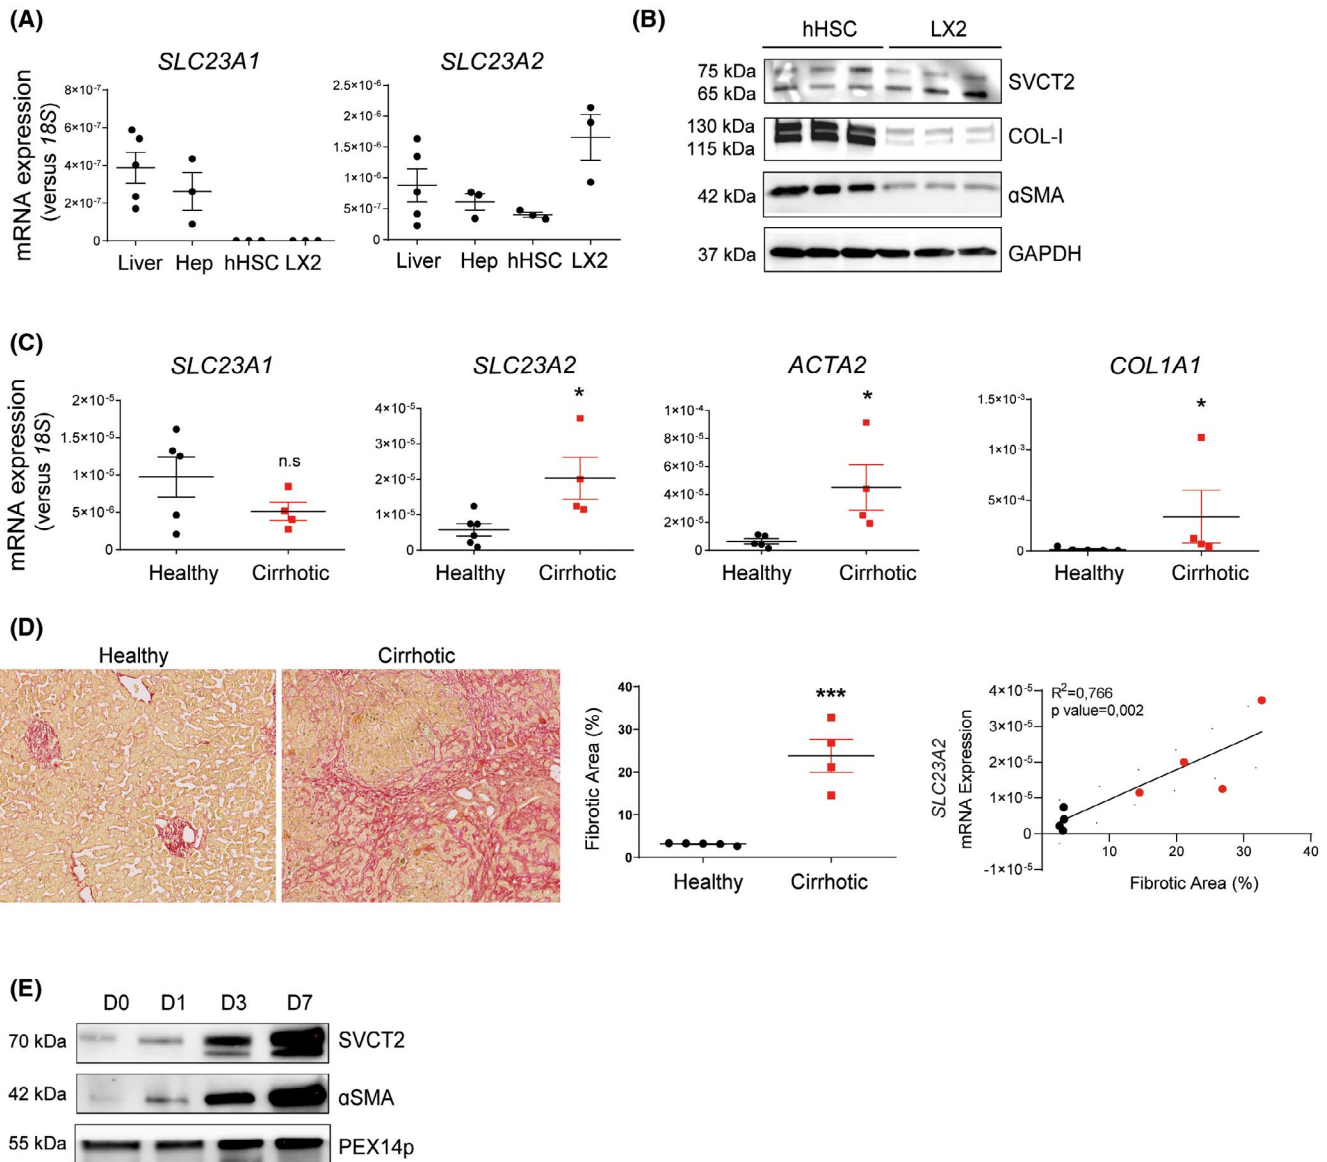 (A)
SLC23A1
mRNA expression
(versus 18S)
8×10⁻⁷
6×10⁻⁷
4×10⁻⁷
2×10⁻⁷
0
Liver Hep hHSC LX2
SLC23A2
2.5×10⁻⁶
2×10⁻⁶
1.5×10⁻⁶
1×10⁻⁶
5×10⁻⁷
0
Liver Hep hHSC LX2
(B)
hHSC LX2
75 kDa
65 kDa
SVCT2
130 kDa
115 kDa
COL-I
42 kDa
αSMA
37 kDa
GAPDH
(C)
SLC23A1
mRNA expression
(versus 18S)
2×10⁻⁵
1.5×10⁻⁵
1×10⁻⁵
5×10⁻⁶
0
n.s
Healthy Cirrhotic
SLC23A2
*
4×10⁻⁵
3×10⁻⁵
2×10⁻⁵
1×10⁻⁵
0
Healthy Cirrhotic
ACTA2
*
1×10⁻⁴
8×10⁻⁵
6×10⁻⁵
4×10⁻⁵
2×10⁻⁵
0
Healthy Cirrhotic
COL1A1
*
1.5×10⁻³
1×10⁻³
5×10⁻⁴
0
Healthy Cirrhotic
(D)
Healthy
Cirrhotic
Fibrotic Area (%)
40
30
20
10
0
***
Healthy Cirrhotic
SLC23A2
mRNA Expression
4×10⁻⁵
3×10⁻⁵
2×10⁻⁵
1×10⁻⁵
0
-1×10⁻⁵
R²=0,766
p value=0,002
10 20 30 40
Fibrotic Area (%)
(E)
D0 D1 D3 D7
70 kDa
SVCT2
42 kDa
αSMA
55 kDa
PEX14p